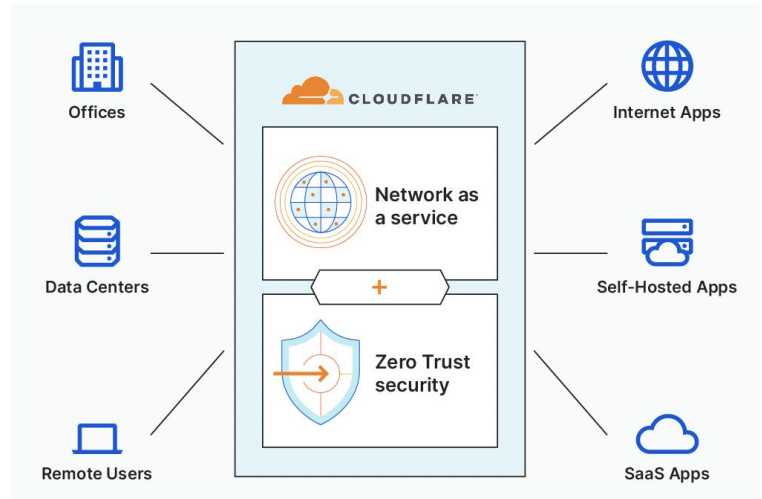 Offices
Data Centers
Remote Users
CLOUDFLARE
Network as
a service
+
Zero Trust
security
Internet Apps
Self-Hosted Apps
SaaS Apps